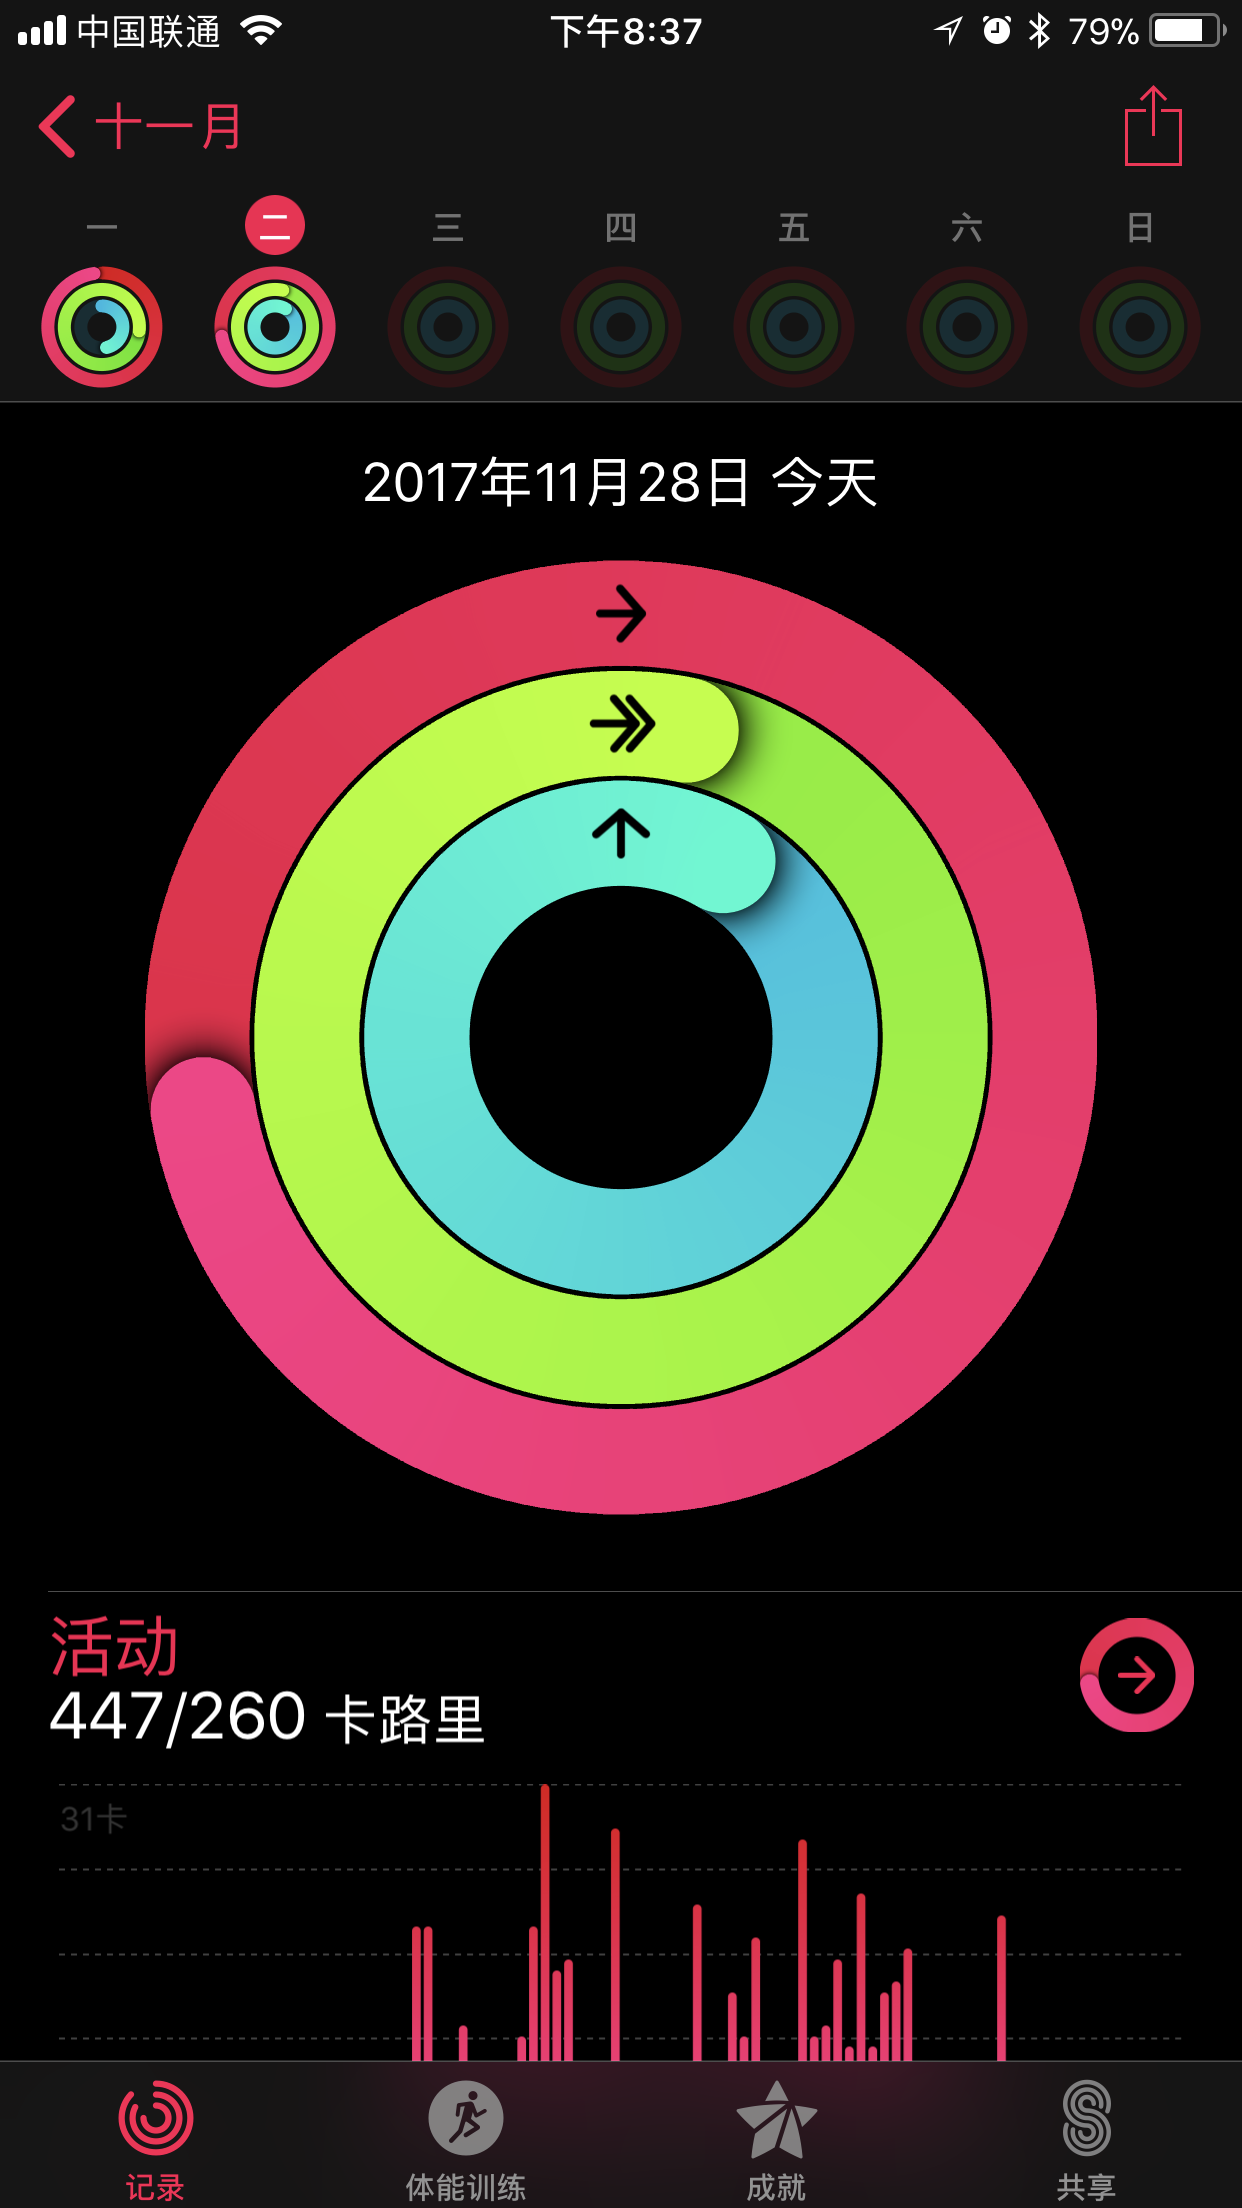 中国联通 下午8:37 79%
十一月
一 二 三 四 五 六 日
2017年11月28日 今天
活动
447/260 卡路里
31卡
记录 体能训练 成就 共享